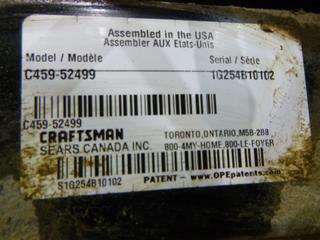 Assembled in the USA
Assembler AUX Etats-Unis
Model / Modèle Serial / Série
C459-52499 1G254B10102
C459-52499
CRAFTSMAN TORONTO,ONTARIO,M5B-2B8
SEARS CANADA INC. 800-4MY-HOME,800-LE-FOYER
S1G254B10102 PATENT - www.OPEpatents.com